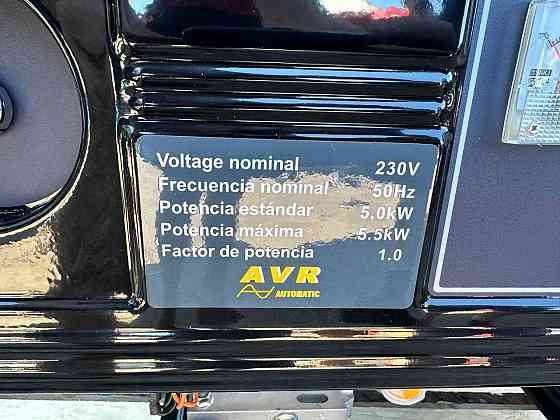 Voltage nominal 230V
Frecuencia nominal 50Hz
Potencia estándar 5.0kW
Potencia máxima 5.5kW
Factor de potencia 1.0
AVR
AUTOMATIC